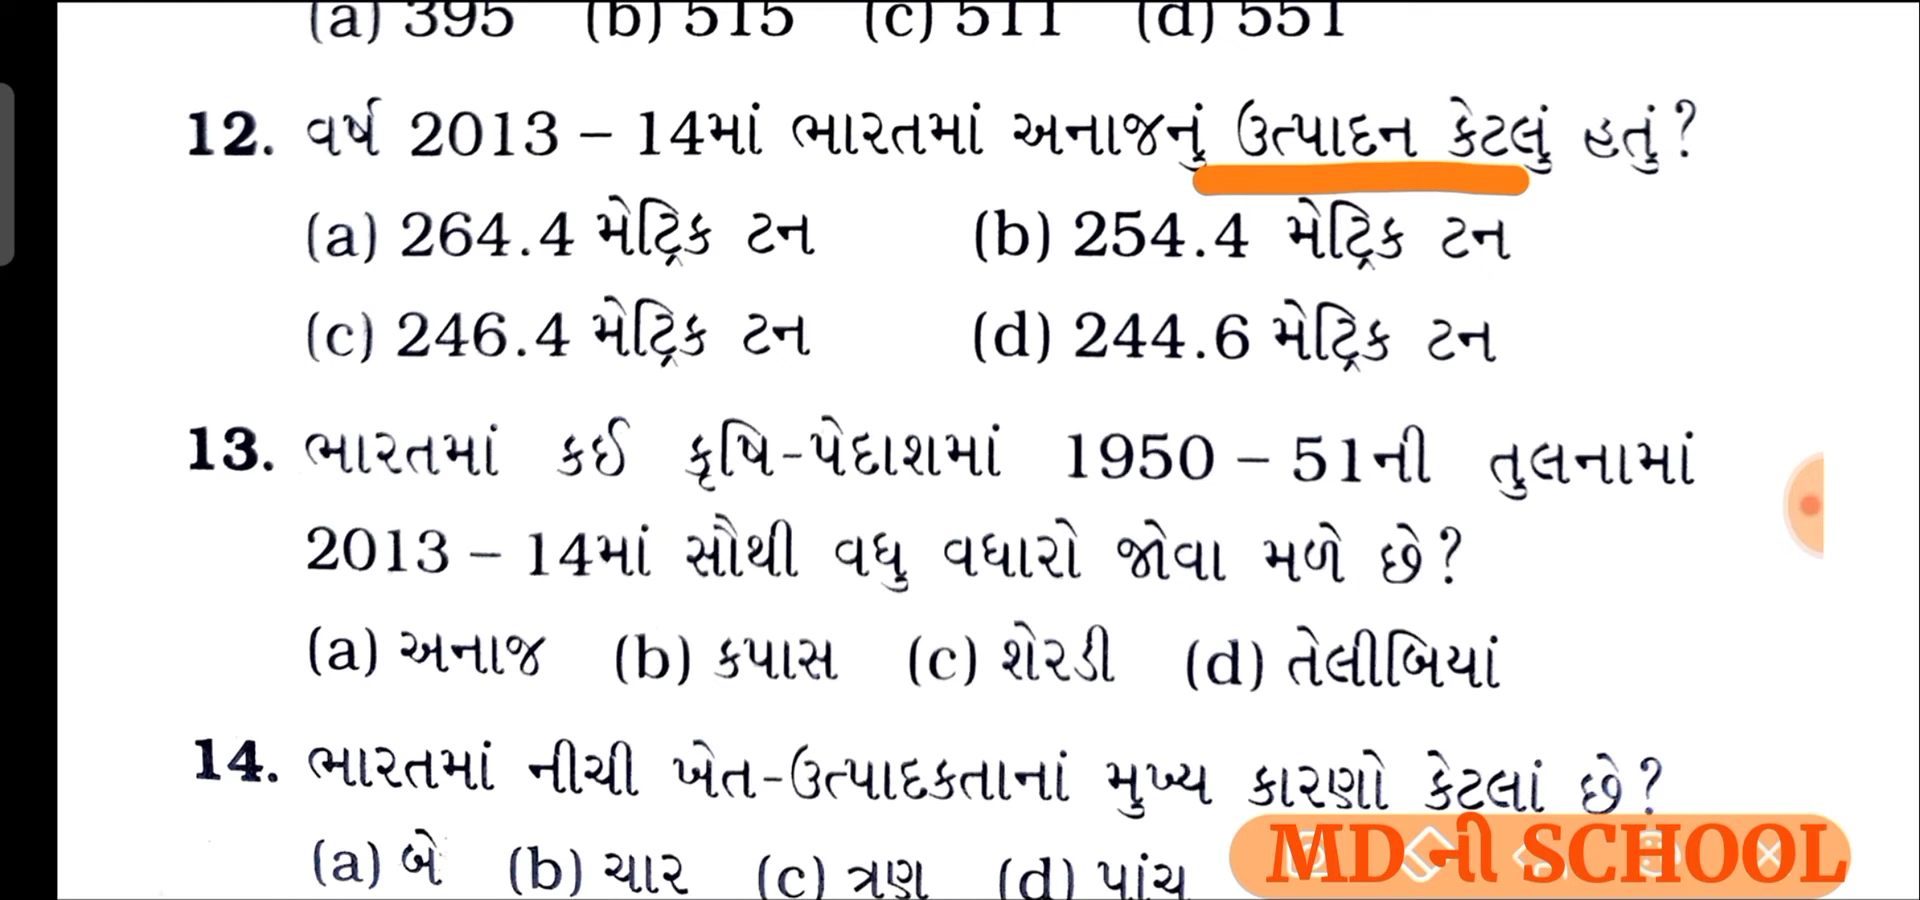 (a) 395 (b) 515 (c) 511 (d) 551
12. વર્ષ 2013 – 14માં ભારતમાં અનાજનું ઉત્પાદન કેટલું હતું?
(a) 264.4 મેટ્રિક ટન (b) 254.4 મેટ્રિક ટન
(c) 246.4 મેટ્રિક ટન (d) 244.6 મેટ્રિક ટન
13. ભારતમાં કઈ કૃષિ-પેદાશમાં 1950 – 51ની તુલનામાં
2013 – 14માં સૌથી વધુ વધારો જોવા મળે છે?
(a) અનાજ (b) કપાસ (c) શેરડી (d) તેલીબિયાં
14. ભારતમાં નીચી ખેત-ઉત્પાદકતાનાં મુખ્ય કારણો કેટલાં છે?
(a) બે (b) ચાર (c) ત્રણ (d) પાંચ
MDની SCHOOL